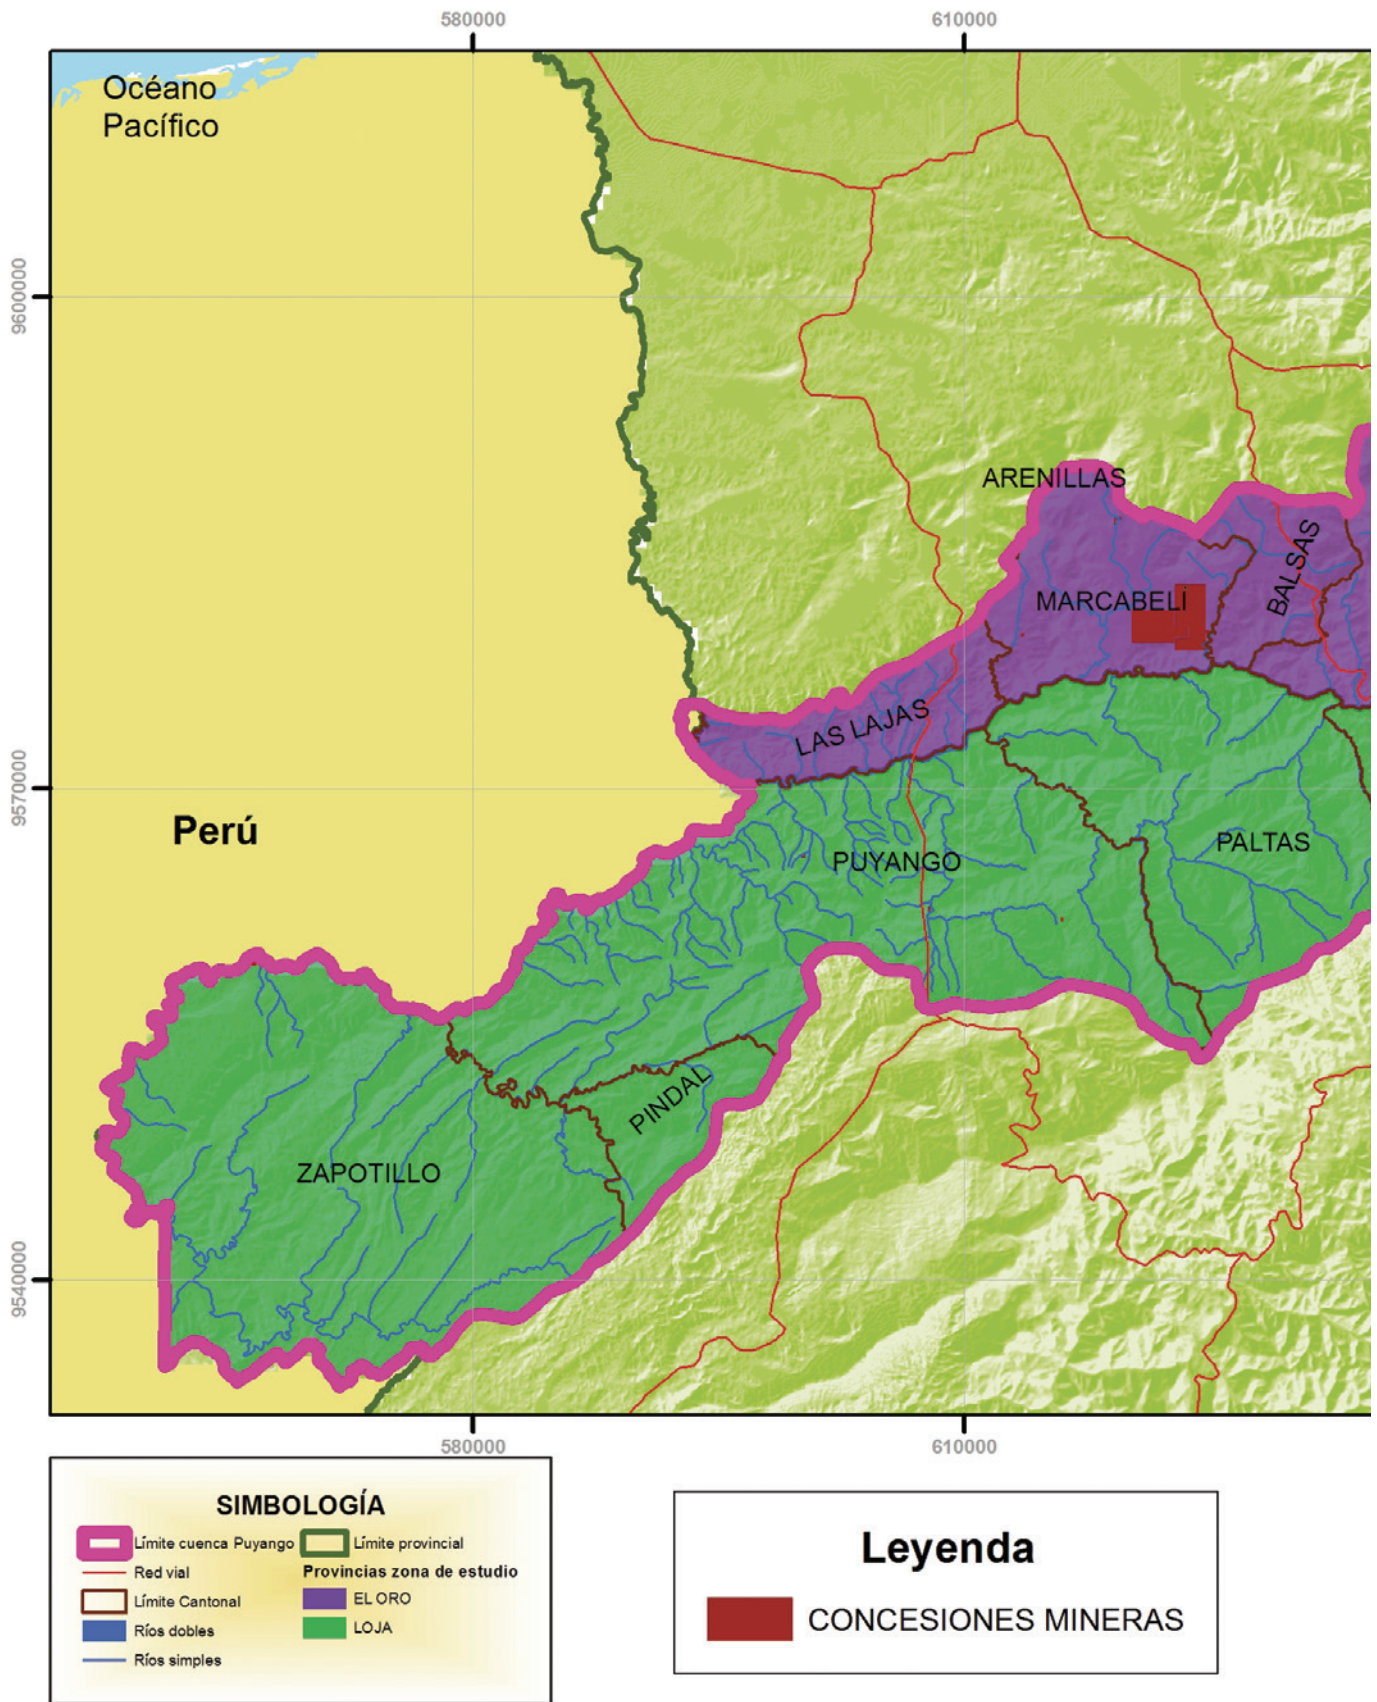 580000
610000
Océano
Pacífico
9600000
ARENILLAS
BALSAS
MARCABELÍ
LAS LAJAS
9570000
Perú
PUYANGO
PALTAS
PINDAL
ZAPOTILLO
9540000
580000
610000
SIMBOLOGÍA
Límite cuenca Puyango
Límite provincial
Red vial
Provincias zona de estudio
Límite Cantonal
EL ORO
Ríos dobles
LOJA
Ríos simples
Leyenda
CONCESIONES MINERAS